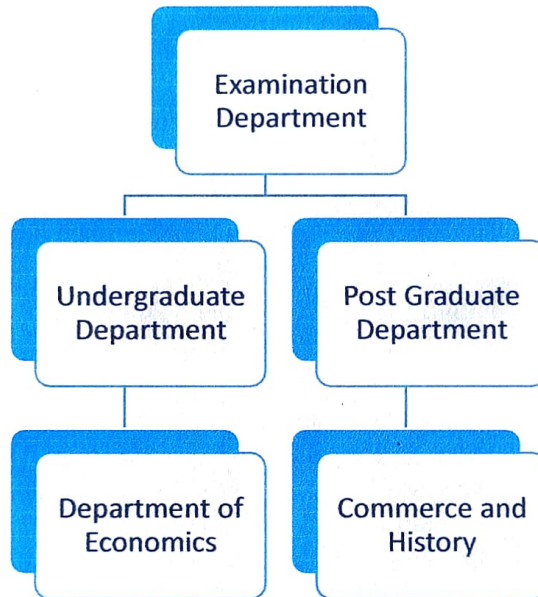 Examination
Department
Undergraduate
Department
Post Graduate
Department
Department of
Economics
Commerce and
History